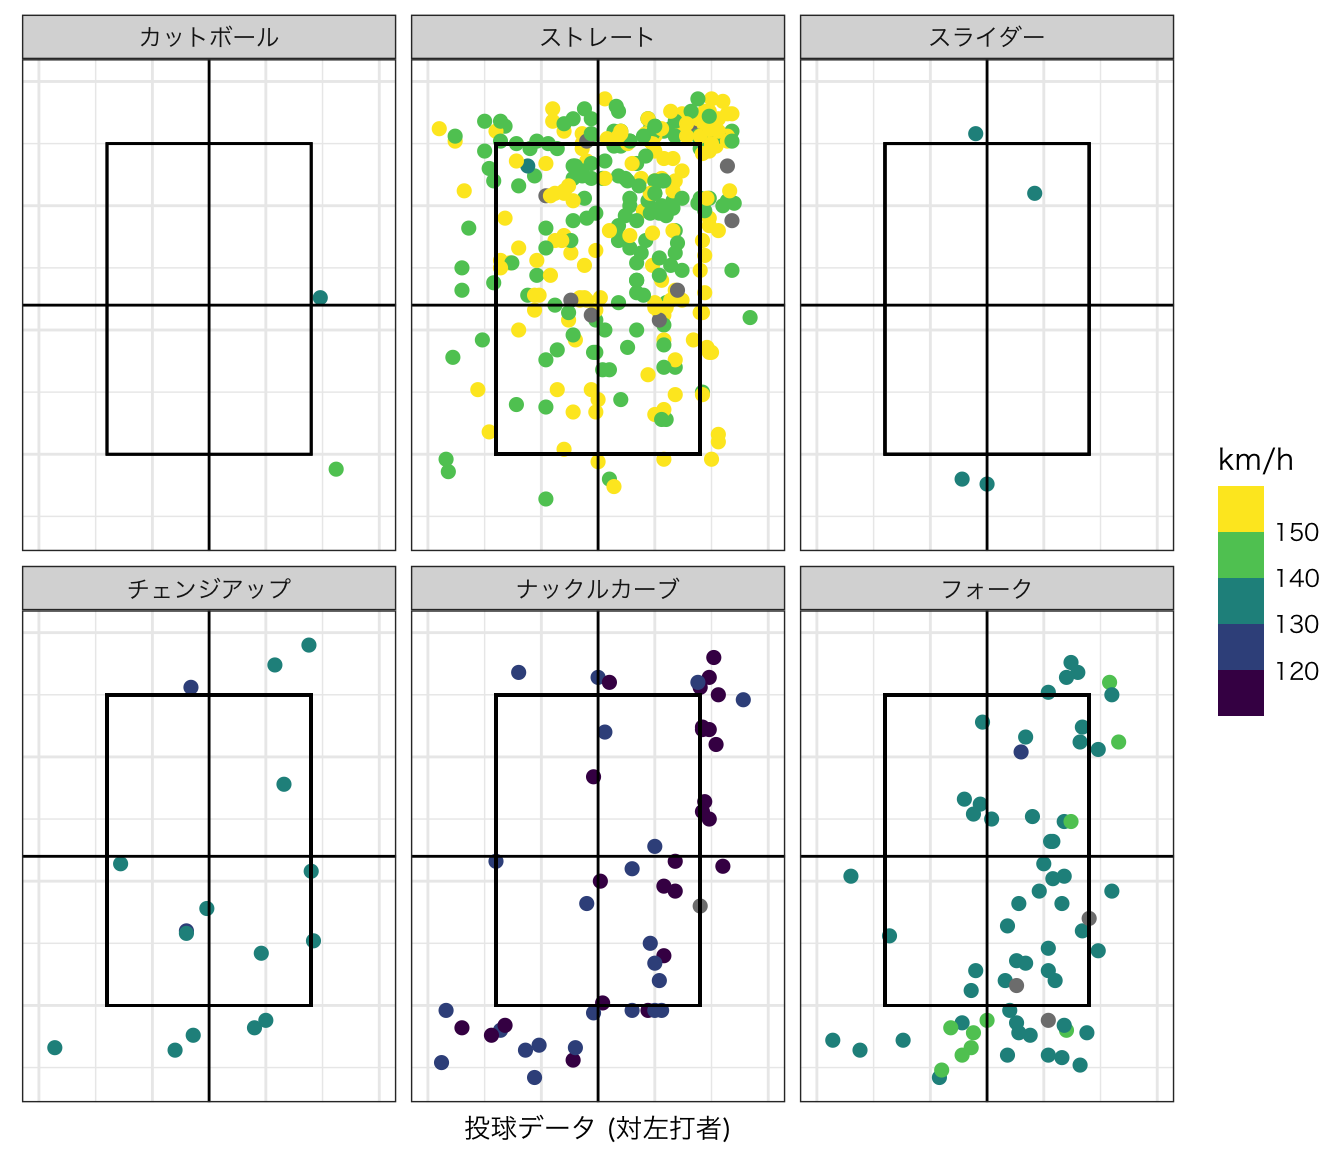 カットボール
ストレート
スライダー
km/h
150
140
130
120
チェンジアップ
ナックルカーブ
フォーク
投球データ (対左打者)